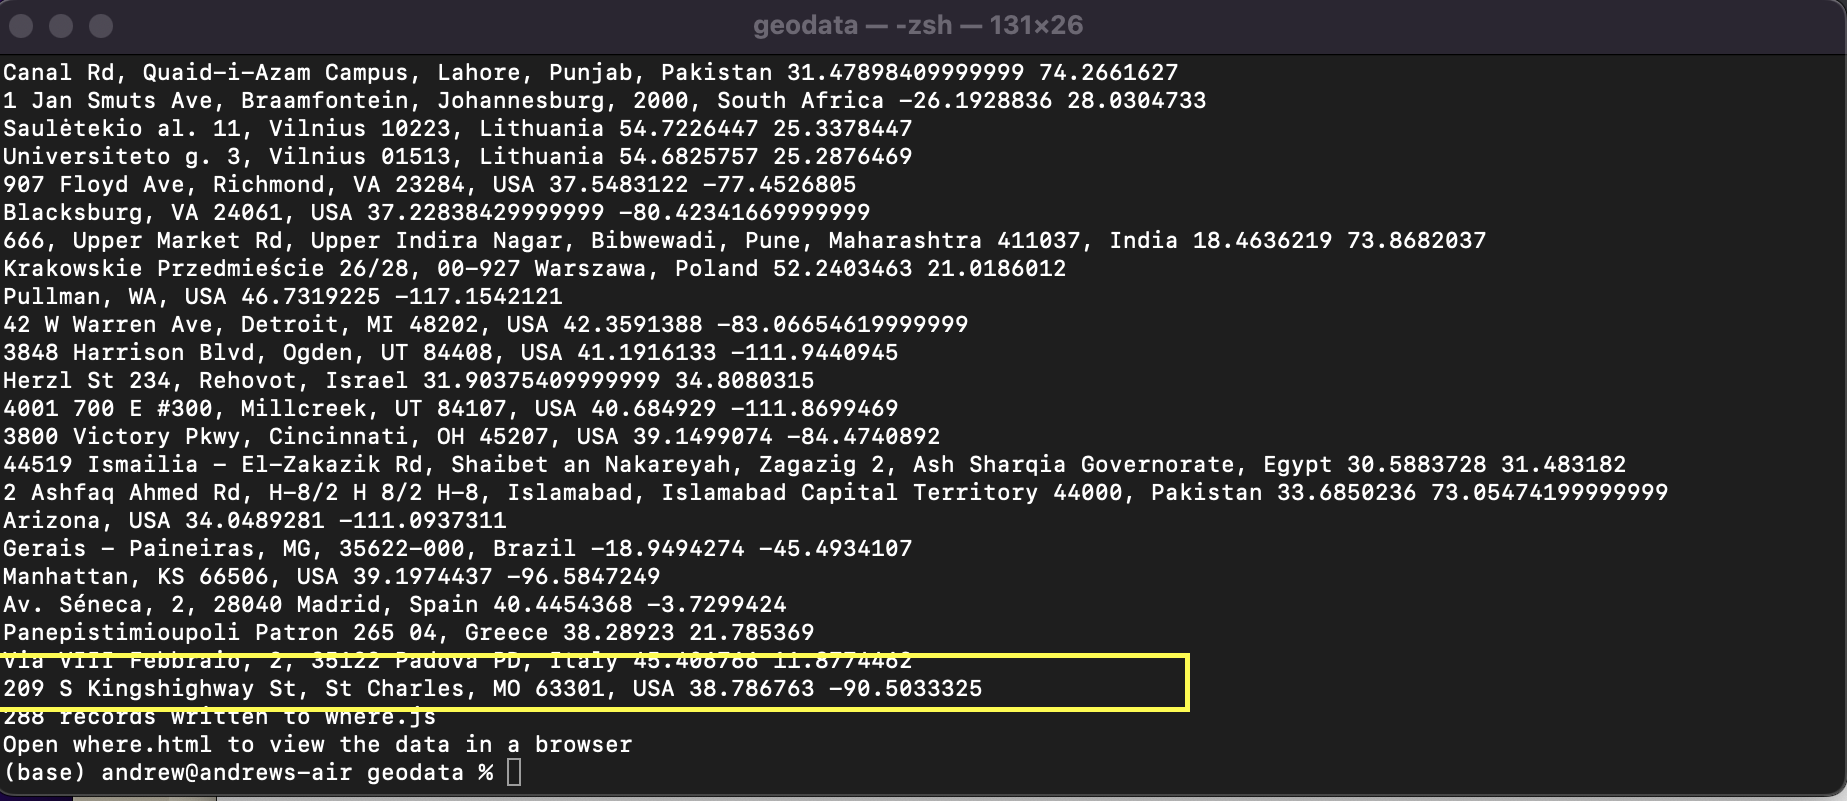 geodata — -zsh — 131×26
Canal Rd, Quaid-i-Azam Campus, Lahore, Punjab, Pakistan 31.47898409999999 74.2661627
1 Jan Smuts Ave, Braamfontein, Johannesburg, 2000, South Africa -26.1928836 28.0304733
Saulėtekio al. 11, Vilnius 10223, Lithuania 54.7226447 25.3378447
Universiteto g. 3, Vilnius 01513, Lithuania 54.6825757 25.2876469
907 Floyd Ave, Richmond, VA 23284, USA 37.5483122 -77.4526805
Blacksburg, VA 24061, USA 37.22838429999999 -80.42341669999999
666, Upper Market Rd, Upper Indira Nagar, Bibwewadi, Pune, Maharashtra 411037, India 18.4636219 73.8682037
Krakowskie Przedmieście 26/28, 00-927 Warszawa, Poland 52.2403463 21.0186012
Pullman, WA, USA 46.7319225 -117.1542121
42 W Warren Ave, Detroit, MI 48202, USA 42.3591388 -83.06654619999999
3848 Harrison Blvd, Ogden, UT 84408, USA 41.1916133 -111.9440945
Herzl St 234, Rehovot, Israel 31.90375409999999 34.8080315
4001 700 E #300, Millcreek, UT 84107, USA 40.684929 -111.8699469
3800 Victory Pkwy, Cincinnati, OH 45207, USA 39.1499074 -84.4740892
44519 Ismailia - El-Zakazik Rd, Shaibet an Nakareyah, Zagazig 2, Ash Sharqia Governorate, Egypt 30.5883728 31.483182
2 Ashfaq Ahmed Rd, H-8/2 H 8/2 H-8, Islamabad, Islamabad Capital Territory 44000, Pakistan 33.6850236 73.05474199999999
Arizona, USA 34.0489281 -111.0937311
Gerais - Paineiras, MG, 35622-000, Brazil -18.9494274 -45.4934107
Manhattan, KS 66506, USA 39.1974437 -96.5847249
Av. Séneca, 2, 28040 Madrid, Spain 40.4454368 -3.7299424
Panepistimioupoli Patron 265 04, Greece 38.28923 21.785369
Via VIII Febbraio, 2, 35122 Padova PD, Italy 45.406766 11.8774462
209 S Kingshighway St, St Charles, MO 63301, USA 38.786763 -90.5033325
288 records written to where.js
Open where.html to view the data in a browser
(base) andrew@andrews-air geodata %